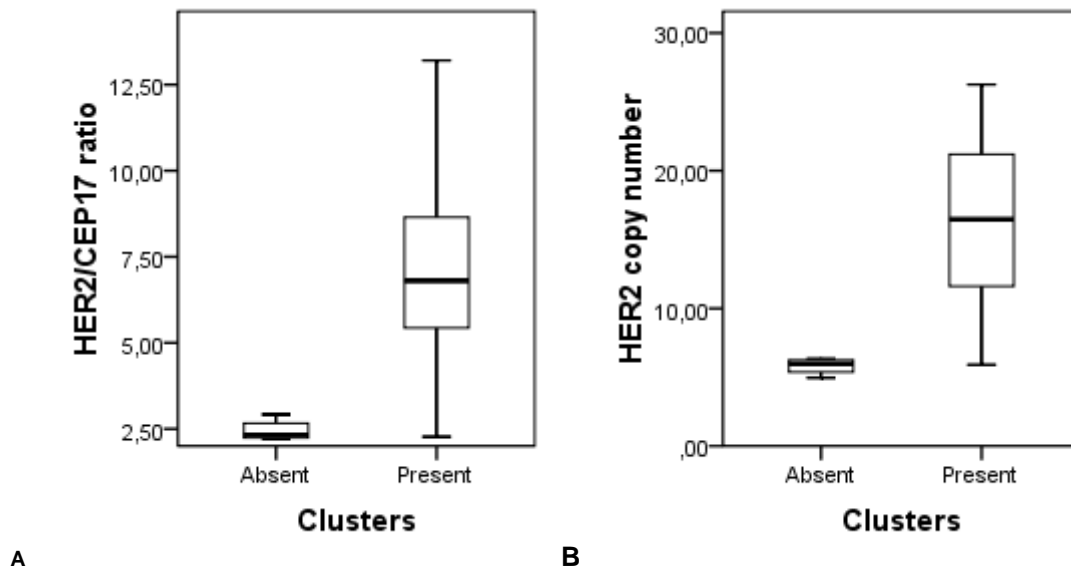 HER2/CEP17 ratio
12,50
10,00
7,50
5,00
2,50
Absent Present
Clusters
A
HER2 copy number
30,00
20,00
10,00
,00
Absent Present
Clusters
B